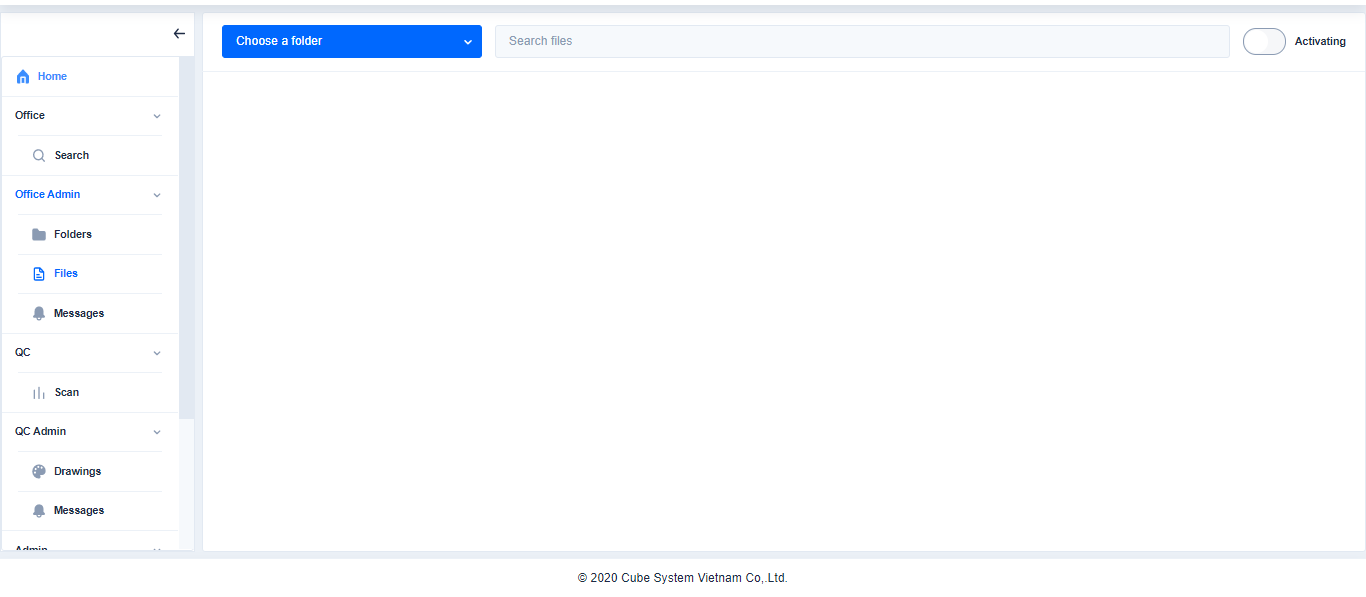 Choose a folder
Search files
Activating
Home
Office
Search
Office Admin
Folders
Files
Messages
QC
Scan
QC Admin
Drawings
Messages
Admin
© 2020 Cube System Vietnam Co,.Ltd.